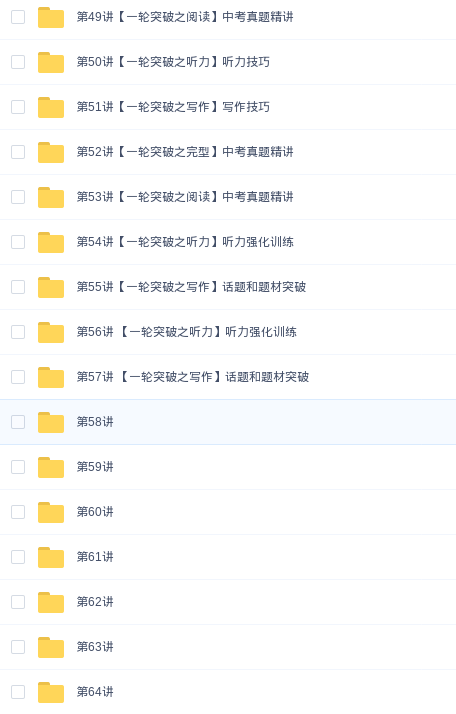 第49讲【一轮突破之阅读】中考真题精讲
第50讲【一轮突破之听力】听力技巧
第51讲【一轮突破之写作】写作技巧
第52讲【一轮突破之完型】中考真题精讲
第53讲【一轮突破之阅读】中考真题精讲
第54讲【一轮突破之听力】听力强化训练
第55讲【一轮突破之写作】话题和题材突破
第56讲 【一轮突破之听力】听力强化训练
第57讲 【一轮突破之写作】话题和题材突破
第58讲
第59讲
第60讲
第61讲
第62讲
第63讲
第64讲